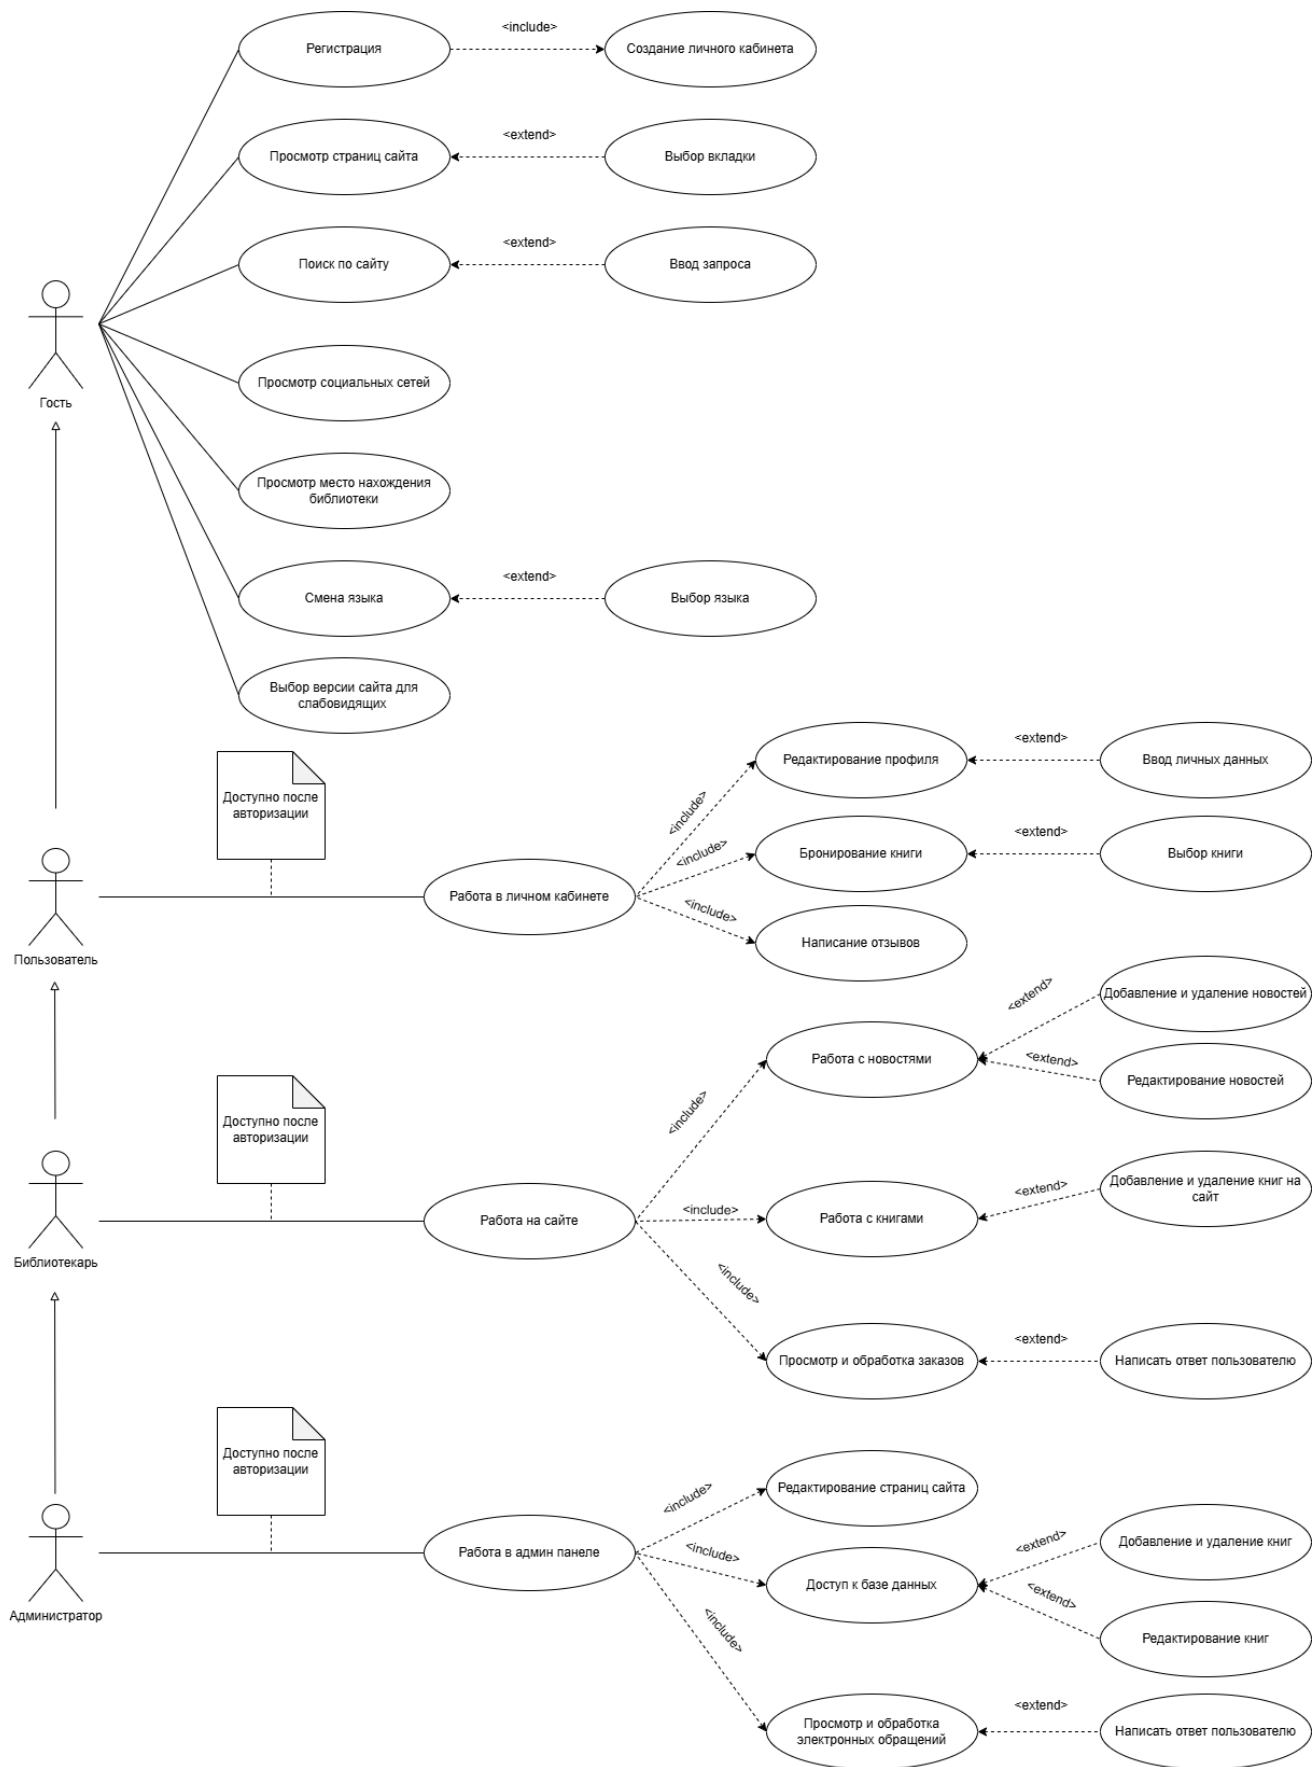 Регистрация
<include>
Создание личного кабинета
Просмотр страниц сайта
<extend>
Выбор вкладки
Поиск по сайту
<extend>
Ввод запроса
Гость
Просмотр социальных сетей
Просмотр место нахождения
библиотеки
Смена языка
<extend>
Выбор языка
Выбор версии сайта для
слабовидящих
Доступно после
авторизации
Редактирование профиля
<extend>
Ввод личных данных
<include>
<include>
Бронирование книги
<extend>
Выбор книги
Пользователь
Работа в личном кабинете
<include>
Написание отзывов
<extend>
Добавление и удаление новостей
Работа с новостями
<extend>
Редактирование новостей
Доступно после
авторизации
<include>
Библиотекарь
Работа на сайте
<include>
Работа с книгами
<extend>
Добавление и удаление книг на
сайт
<include>
Просмотр и обработка заказов
<extend>
Написать ответ пользователю
Доступно после
авторизации
<include>
Редактирование страниц сайта
Администратор
Работа в админ панеле
<include>
Доступ к базе данных
<extend>
Добавление и удаление книг
<extend>
Редактирование книг
<include>
Просмотр и обработка
электронных обращений
<extend>
Написать ответ пользователю